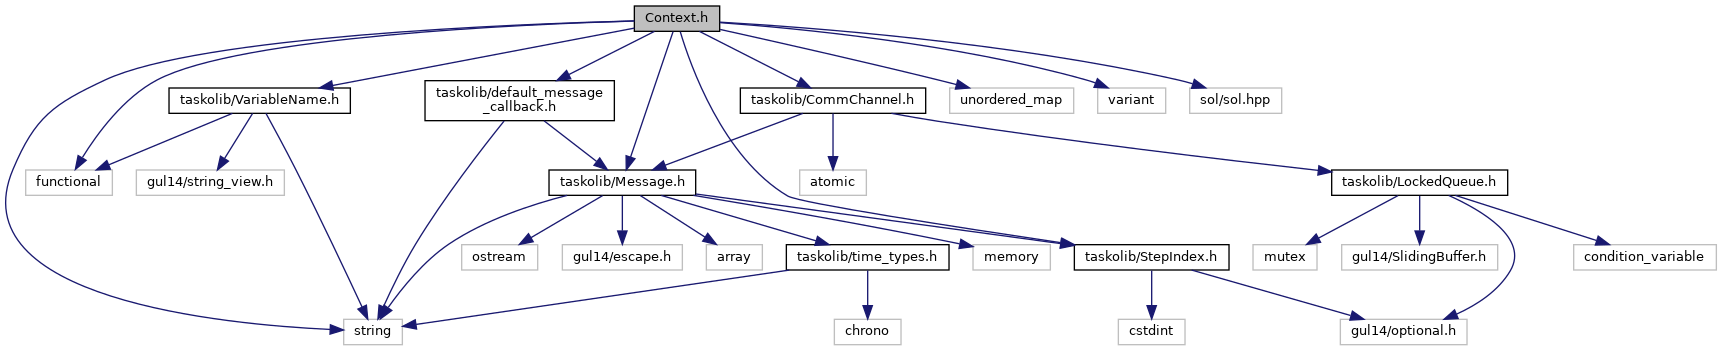 Context.h
taskolib/VariableName.h
taskolib/default_message
_callback.h
taskolib/CommChannel.h
unordered_map
variant
sol/sol.hpp
functional
gul14/string_view.h
taskolib/Message.h
atomic
taskolib/LockedQueue.h
ostream
gul14/escape.h
array
taskolib/time_types.h
memory
taskolib/StepIndex.h
mutex
gul14/SlidingBuffer.h
condition_variable
string
chrono
cstdint
gul14/optional.h